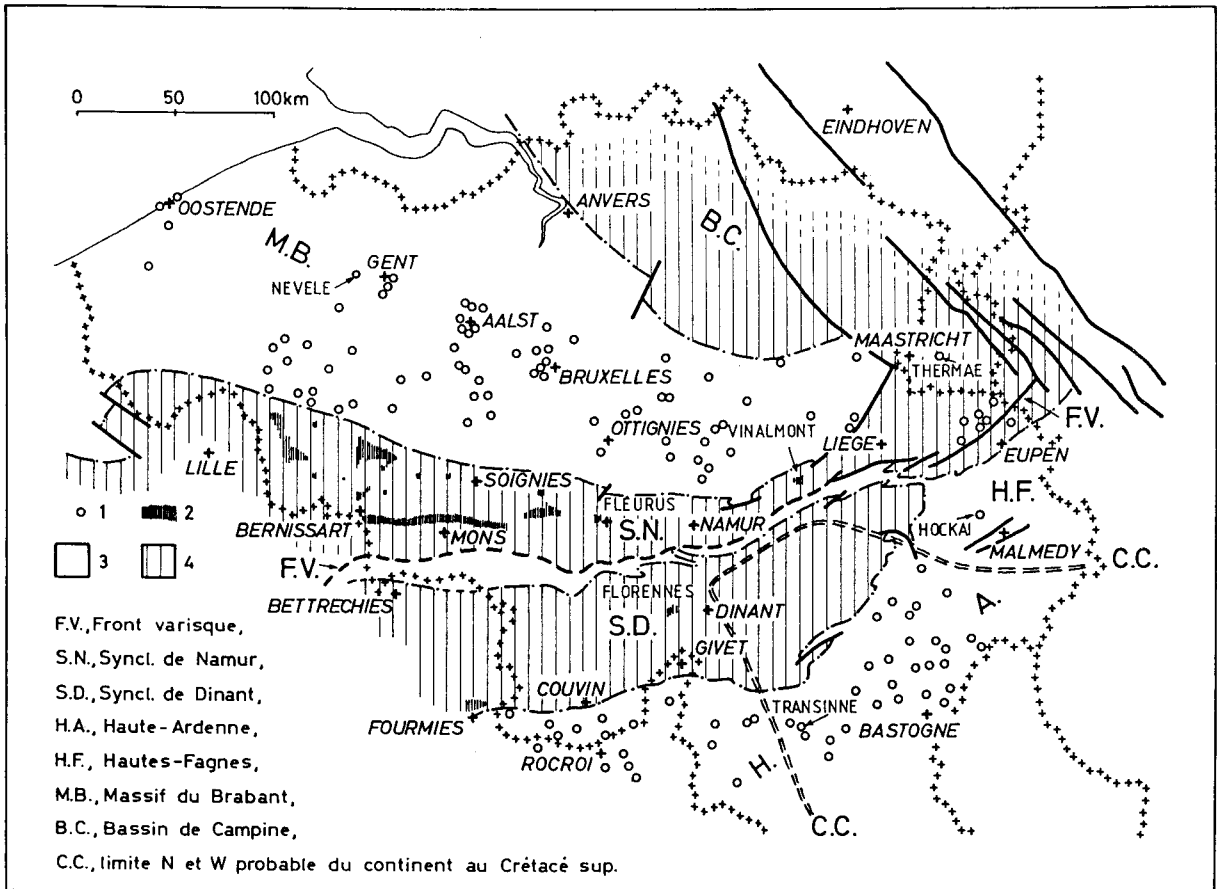 0 50 100km
EINDHOVEN
OOSTENDE
ANVERS
B.C.
M.B.
GENT
NEVELE
AALST
MAASTRICHT
BRUXELLES
THERMAE
OTTIGNIES
VINALMONT
F.V.
LIEGE
LILLE
EUPEN
SOIGNIES
H.F.
1 2
FLEURUS
BERNISSART
MONS
S.N.
NAMUR
HOCKAI
MALMEDY
3 4
F.V.
C.C.
BETTRECHIES
FLORENNES
DINANT
A.
S.D.
GIVET
F.V., Front varisque,
S.N., Syncl. de Namur,
S.D., Syncl. de Dinant,
COUVIN
TRANSINNE
FOURMIES
BASTOGNE
H.A., Haute-Ardenne,
ROCROI
H.
H.F., Hautes-Fagnes,
M.B., Massif du Brabant,
B.C., Bassin de Campine,
C.C.
C.C., limite N et W probable du continent au Crétacé sup.